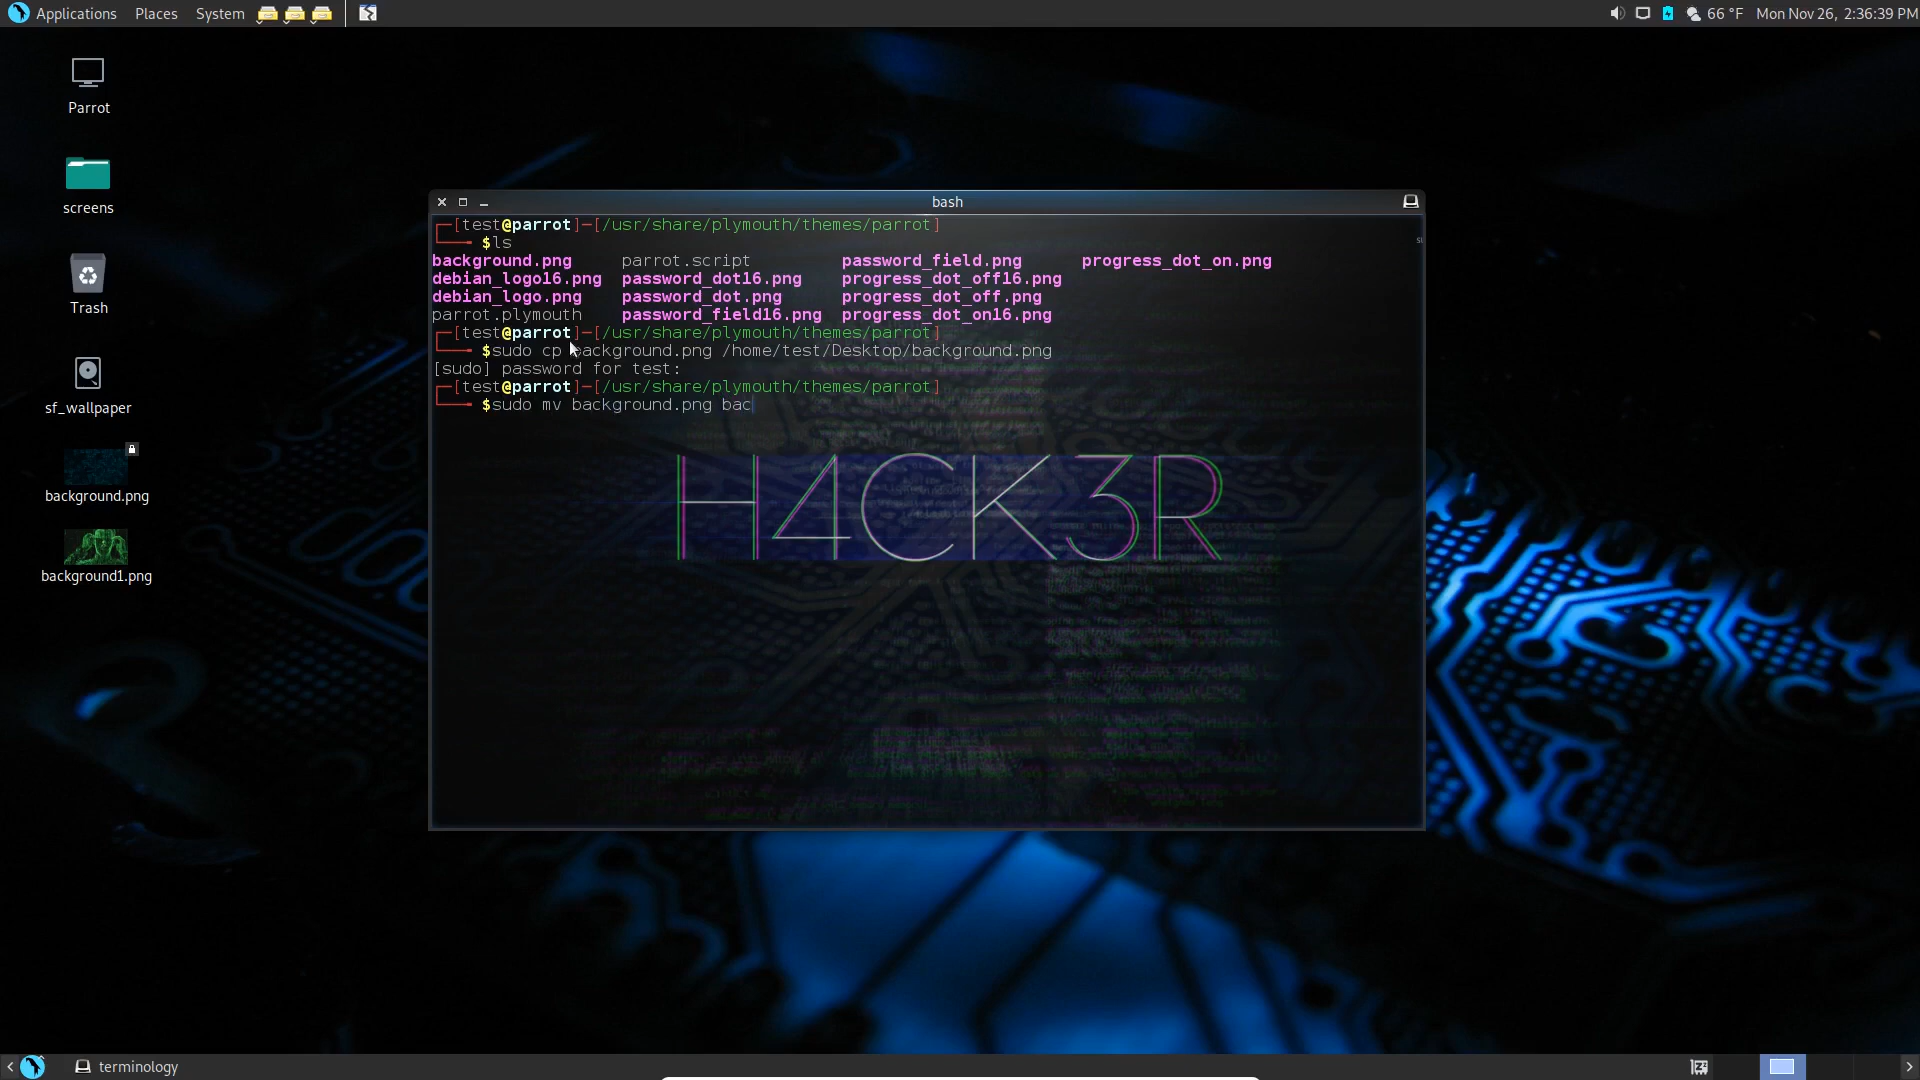 Applications Places System 66 °F Mon Nov 26, 2:36:39 PM
Parrot
screens
Trash
sf_wallpaper
background.png
background1.png
bash
┌─[test@parrot]─[/usr/share/plymouth/themes/parrot]
└──╼ $ls
background.png parrot.script password_field.png progress_dot_on.png
debian_logo16.png password_dot16.png progress_dot_off16.png
debian_logo.png password_dot.png progress_dot_off.png
parrot.plymouth password_field16.png progress_dot_on16.png
┌─[test@parrot]─[/usr/share/plymouth/themes/parrot]
└──╼ $sudo cp background.png /home/test/Desktop/background.png
[sudo] password for test:
┌─[test@parrot]─[/usr/share/plymouth/themes/parrot]
└──╼ $sudo mv background.png bac
H4CK3R
terminology